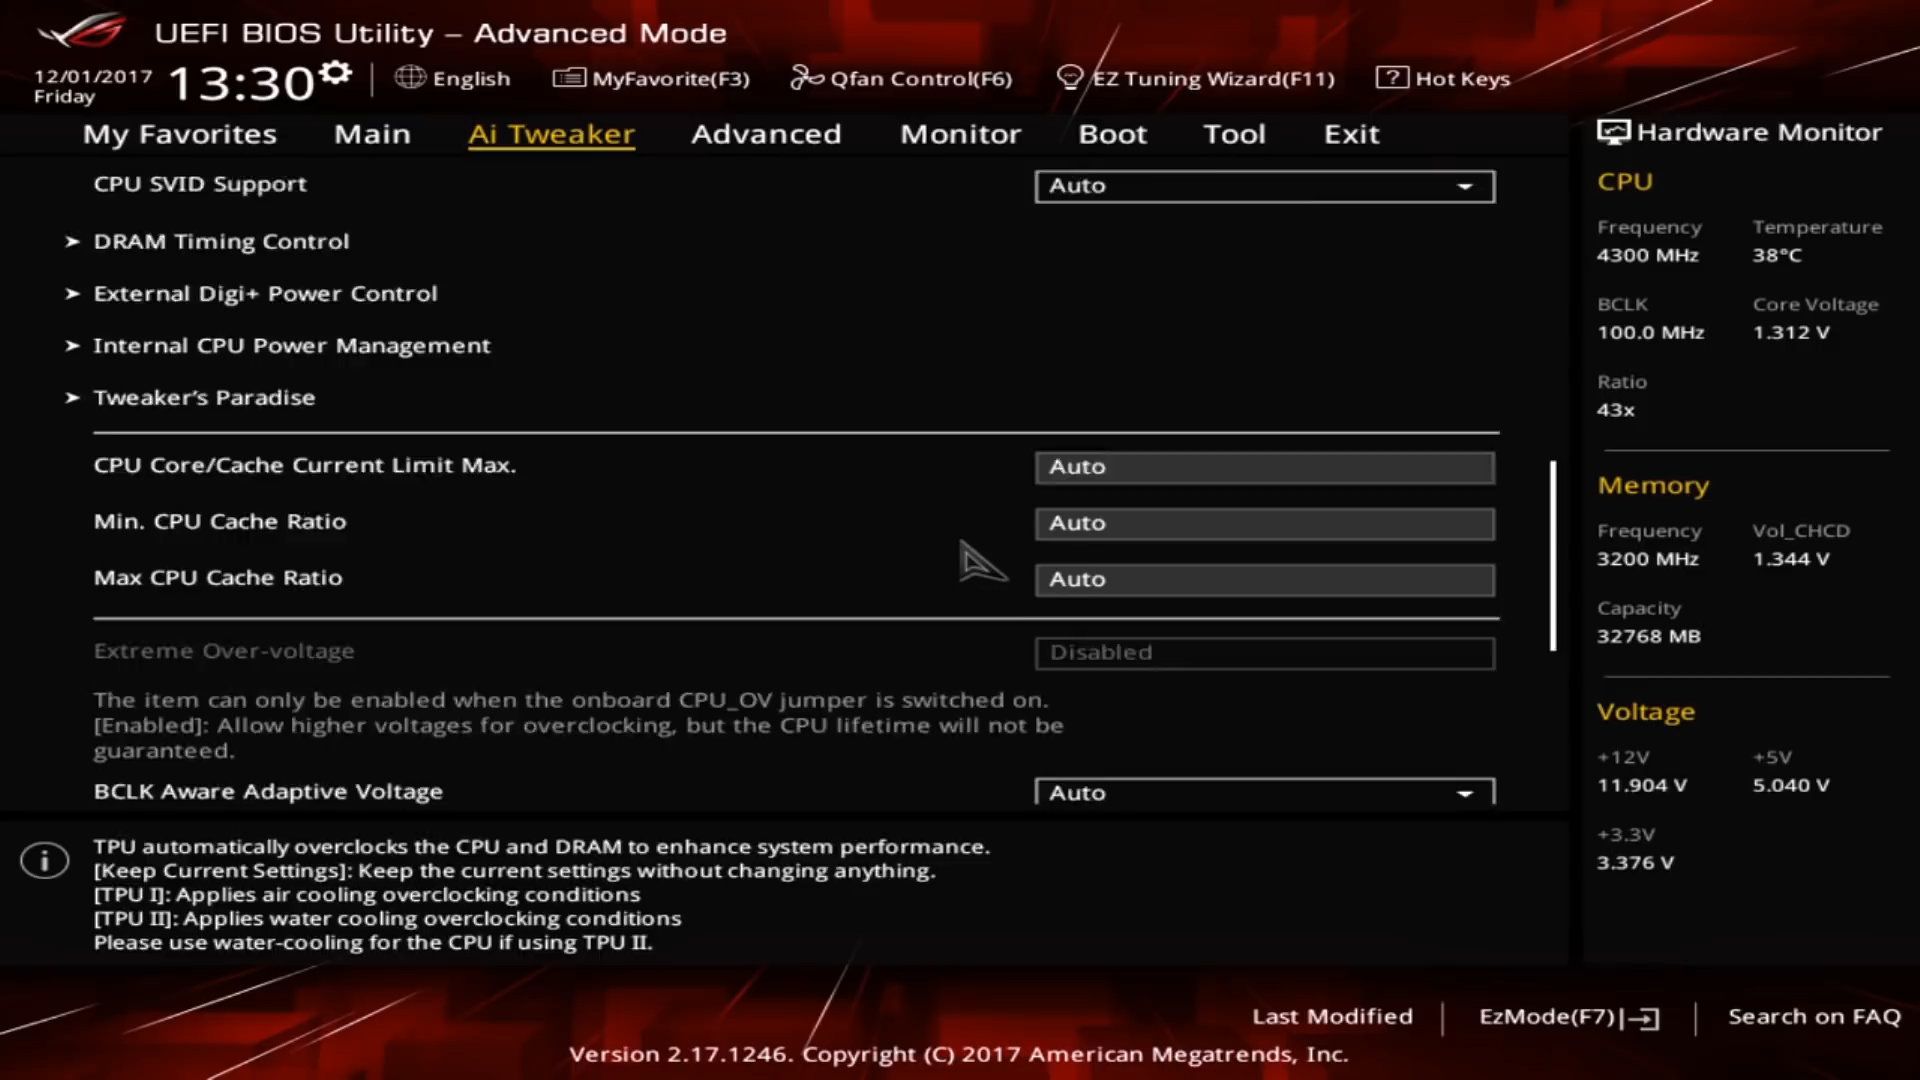 UEFI BIOS Utility – Advanced Mode
12/01/2017
Friday
13:30
English
MyFavorite(F3)
Qfan Control(F6)
EZ Tuning Wizard(F11)
? Hot Keys
My Favorites
Main
Ai Tweaker
Advanced
Monitor
Boot
Tool
Exit
CPU SVID Support
Auto
DRAM Timing Control
External Digi+ Power Control
Internal CPU Power Management
Tweaker's Paradise
CPU Core/Cache Current Limit Max.
Auto
Min. CPU Cache Ratio
Auto
Max CPU Cache Ratio
Auto
Extreme Over-voltage
Disabled
The item can only be enabled when the onboard CPU_OV jumper is switched on.
[Enabled]: Allow higher voltages for overclocking, but the CPU lifetime will not be
guaranteed.
BCLK Aware Adaptive Voltage
Auto
i
TPU automatically overclocks the CPU and DRAM to enhance system performance.
[Keep Current Settings]: Keep the current settings without changing anything.
[TPU I]: Applies air cooling overclocking conditions
[TPU II]: Applies water cooling overclocking conditions
Please use water-cooling for the CPU if using TPU II.
Hardware Monitor
CPU
Frequency
Temperature
4300 MHz
38°C
BCLK
Core Voltage
100.0 MHz
1.312 V
Ratio
43x
Memory
Frequency
Vol_CHCD
3200 MHz
1.344 V
Capacity
32768 MB
Voltage
+12V
+5V
11.904 V
5.040 V
+3.3V
3.376 V
Last Modified
EzMode(F7)
Search on FAQ
Version 2.17.1246. Copyright (C) 2017 American Megatrends, Inc.